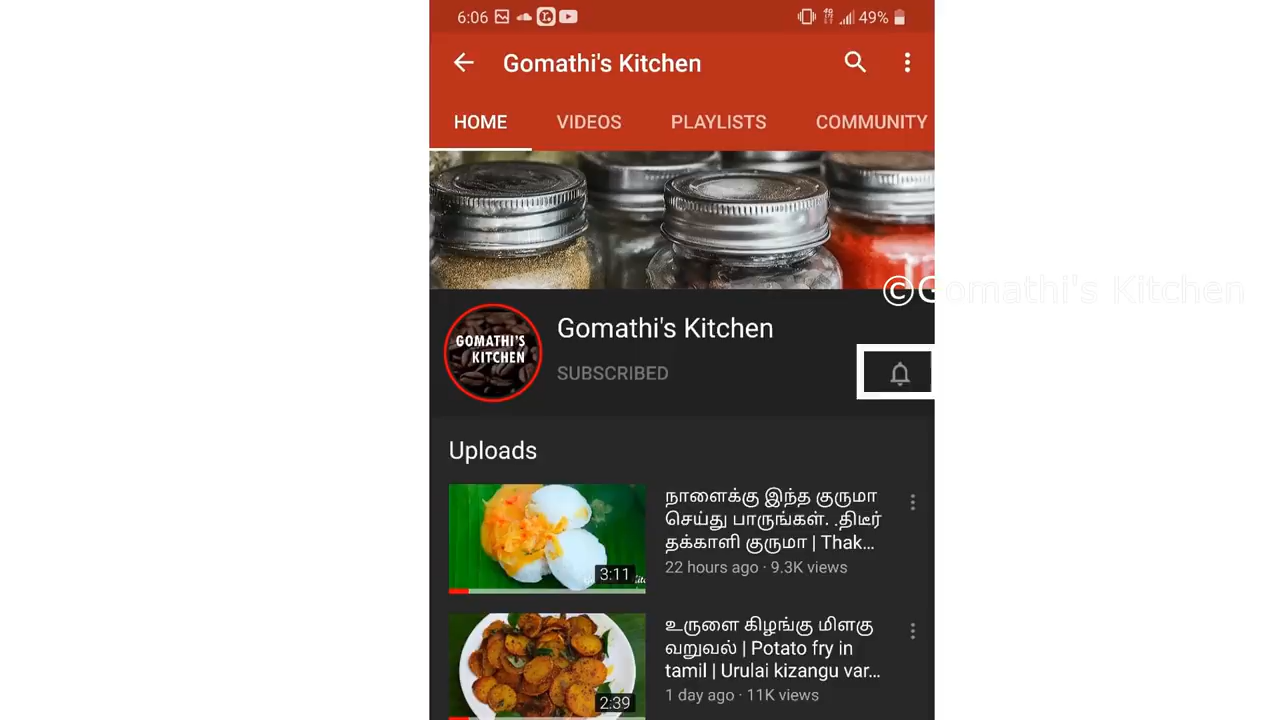 6:06
49%
Gomathi's Kitchen
HOME VIDEOS PLAYLISTS COMMUNITY
©Gomathi's Kitchen
GOMATHI'S
KITCHEN
Gomathi's Kitchen
SUBSCRIBED
Uploads
நாளைக்கு இந்த குருமா
செய்து பாருங்கள். .திடீர்
தக்காளி குருமா | Thak...
22 hours ago · 9.3K views
3:11
உருளை கிழங்கு மிளகு
வறுவல் | Potato fry in
tamil | Urulai kizangu var...
1 day ago · 11K views
2:39